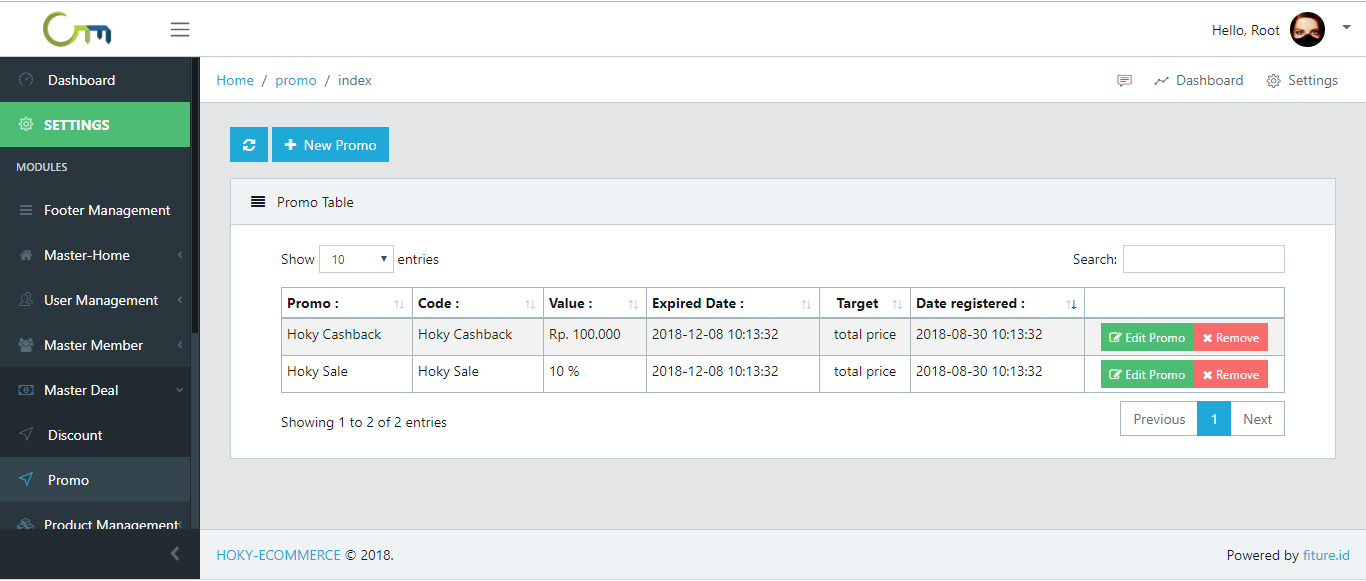 Hello, Root
Dashboard
SETTINGS
MODULES
Footer Management
Master-Home
User Management
Master Member
Master Deal
Discount
Promo
Product Management
Home / promo / index
Dashboard Settings
New Promo
Promo Table
Show 10 entries Search:
Promo : Code : Value : Expired Date : Target Date registered :
Hoky Cashback Hoky Cashback Rp. 100.000 2018-12-08 10:13:32 total price 2018-08-30 10:13:32 Edit Promo Remove
Hoky Sale Hoky Sale 10 % 2018-12-08 10:13:32 total price 2018-08-30 10:13:32 Edit Promo Remove
Showing 1 to 2 of 2 entries Previous 1 Next
HOKY-ECOMMERCE © 2018. Powered by fiture.id